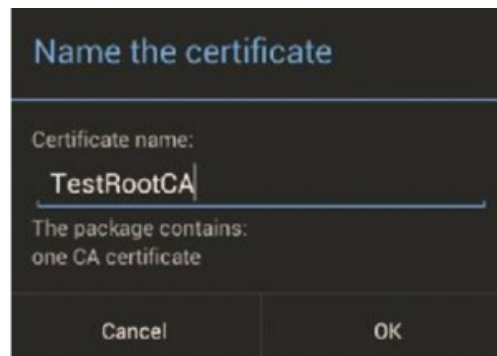 Name the certificate
Certificate name:
TestRootCA
The package contains:
one CA certificate
Cancel
OK